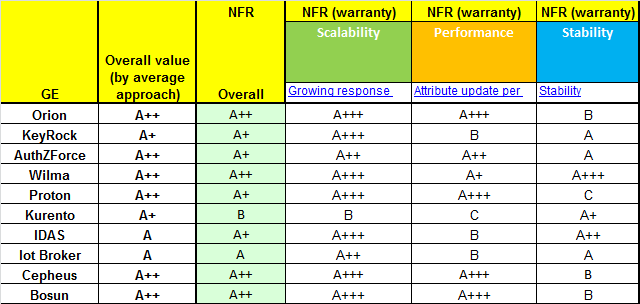 NFR NFR (warranty) NFR (warranty) NFR (warranty)
Scalability Performance Stability
Overall value
(by average
approach)
GE Overall Growing response Attribute update per Stability
Orion A++ A++ A+++ A+++ B
KeyRock A+ A+ A+++ B A
AuthZForce A++ A+ A++ A++ A
Wilma A++ A++ A+++ A+ A+++
Proton A++ A+ A+++ A+++ C
Kurento A+ B B C A+
IDAS A A+ A+++ B A++
Iot Broker A A A++ B A
Cepheus A++ A++ A+++ A+++ B
Bosun A++ A++ A+++ A+++ B